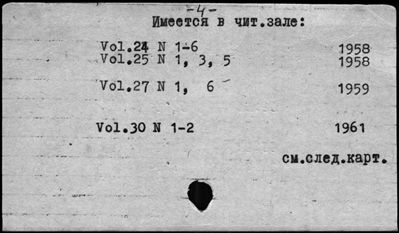 -4-
Имеется в чит.зале:
Vol.24 N 1-6 1958
Vol.25 N 1, 3, 5 1958
Vol.27 N 1, 6 1959
Vol.30 N 1-2 1961
см.след.карт.